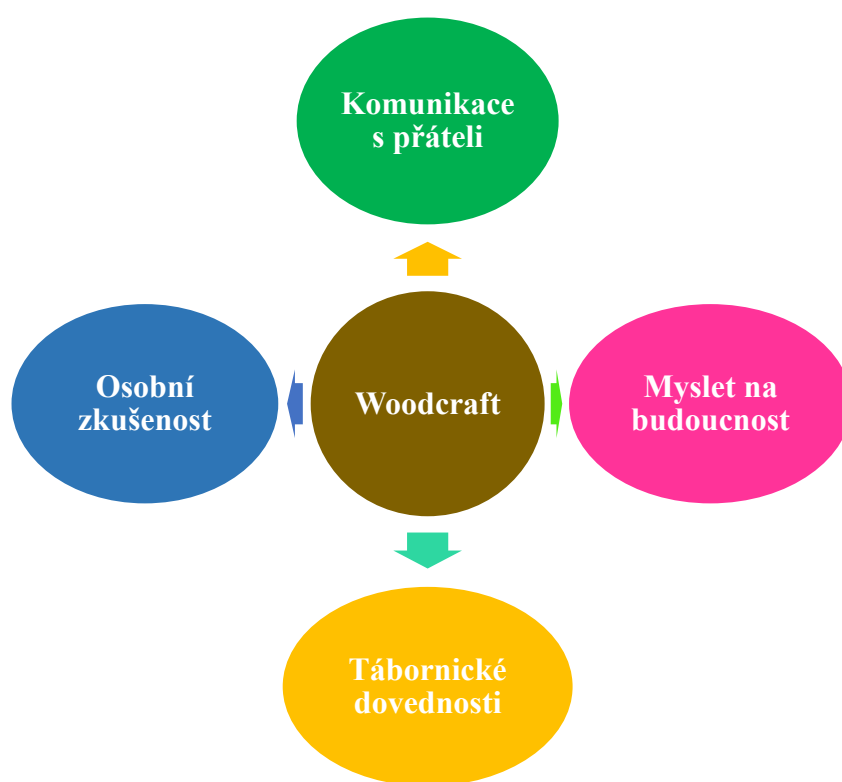 Komunikace
s přáteli
Osobní
zkušenost
Woodcraft
Myslet na
budoucnost
Tábornické
dovednosti